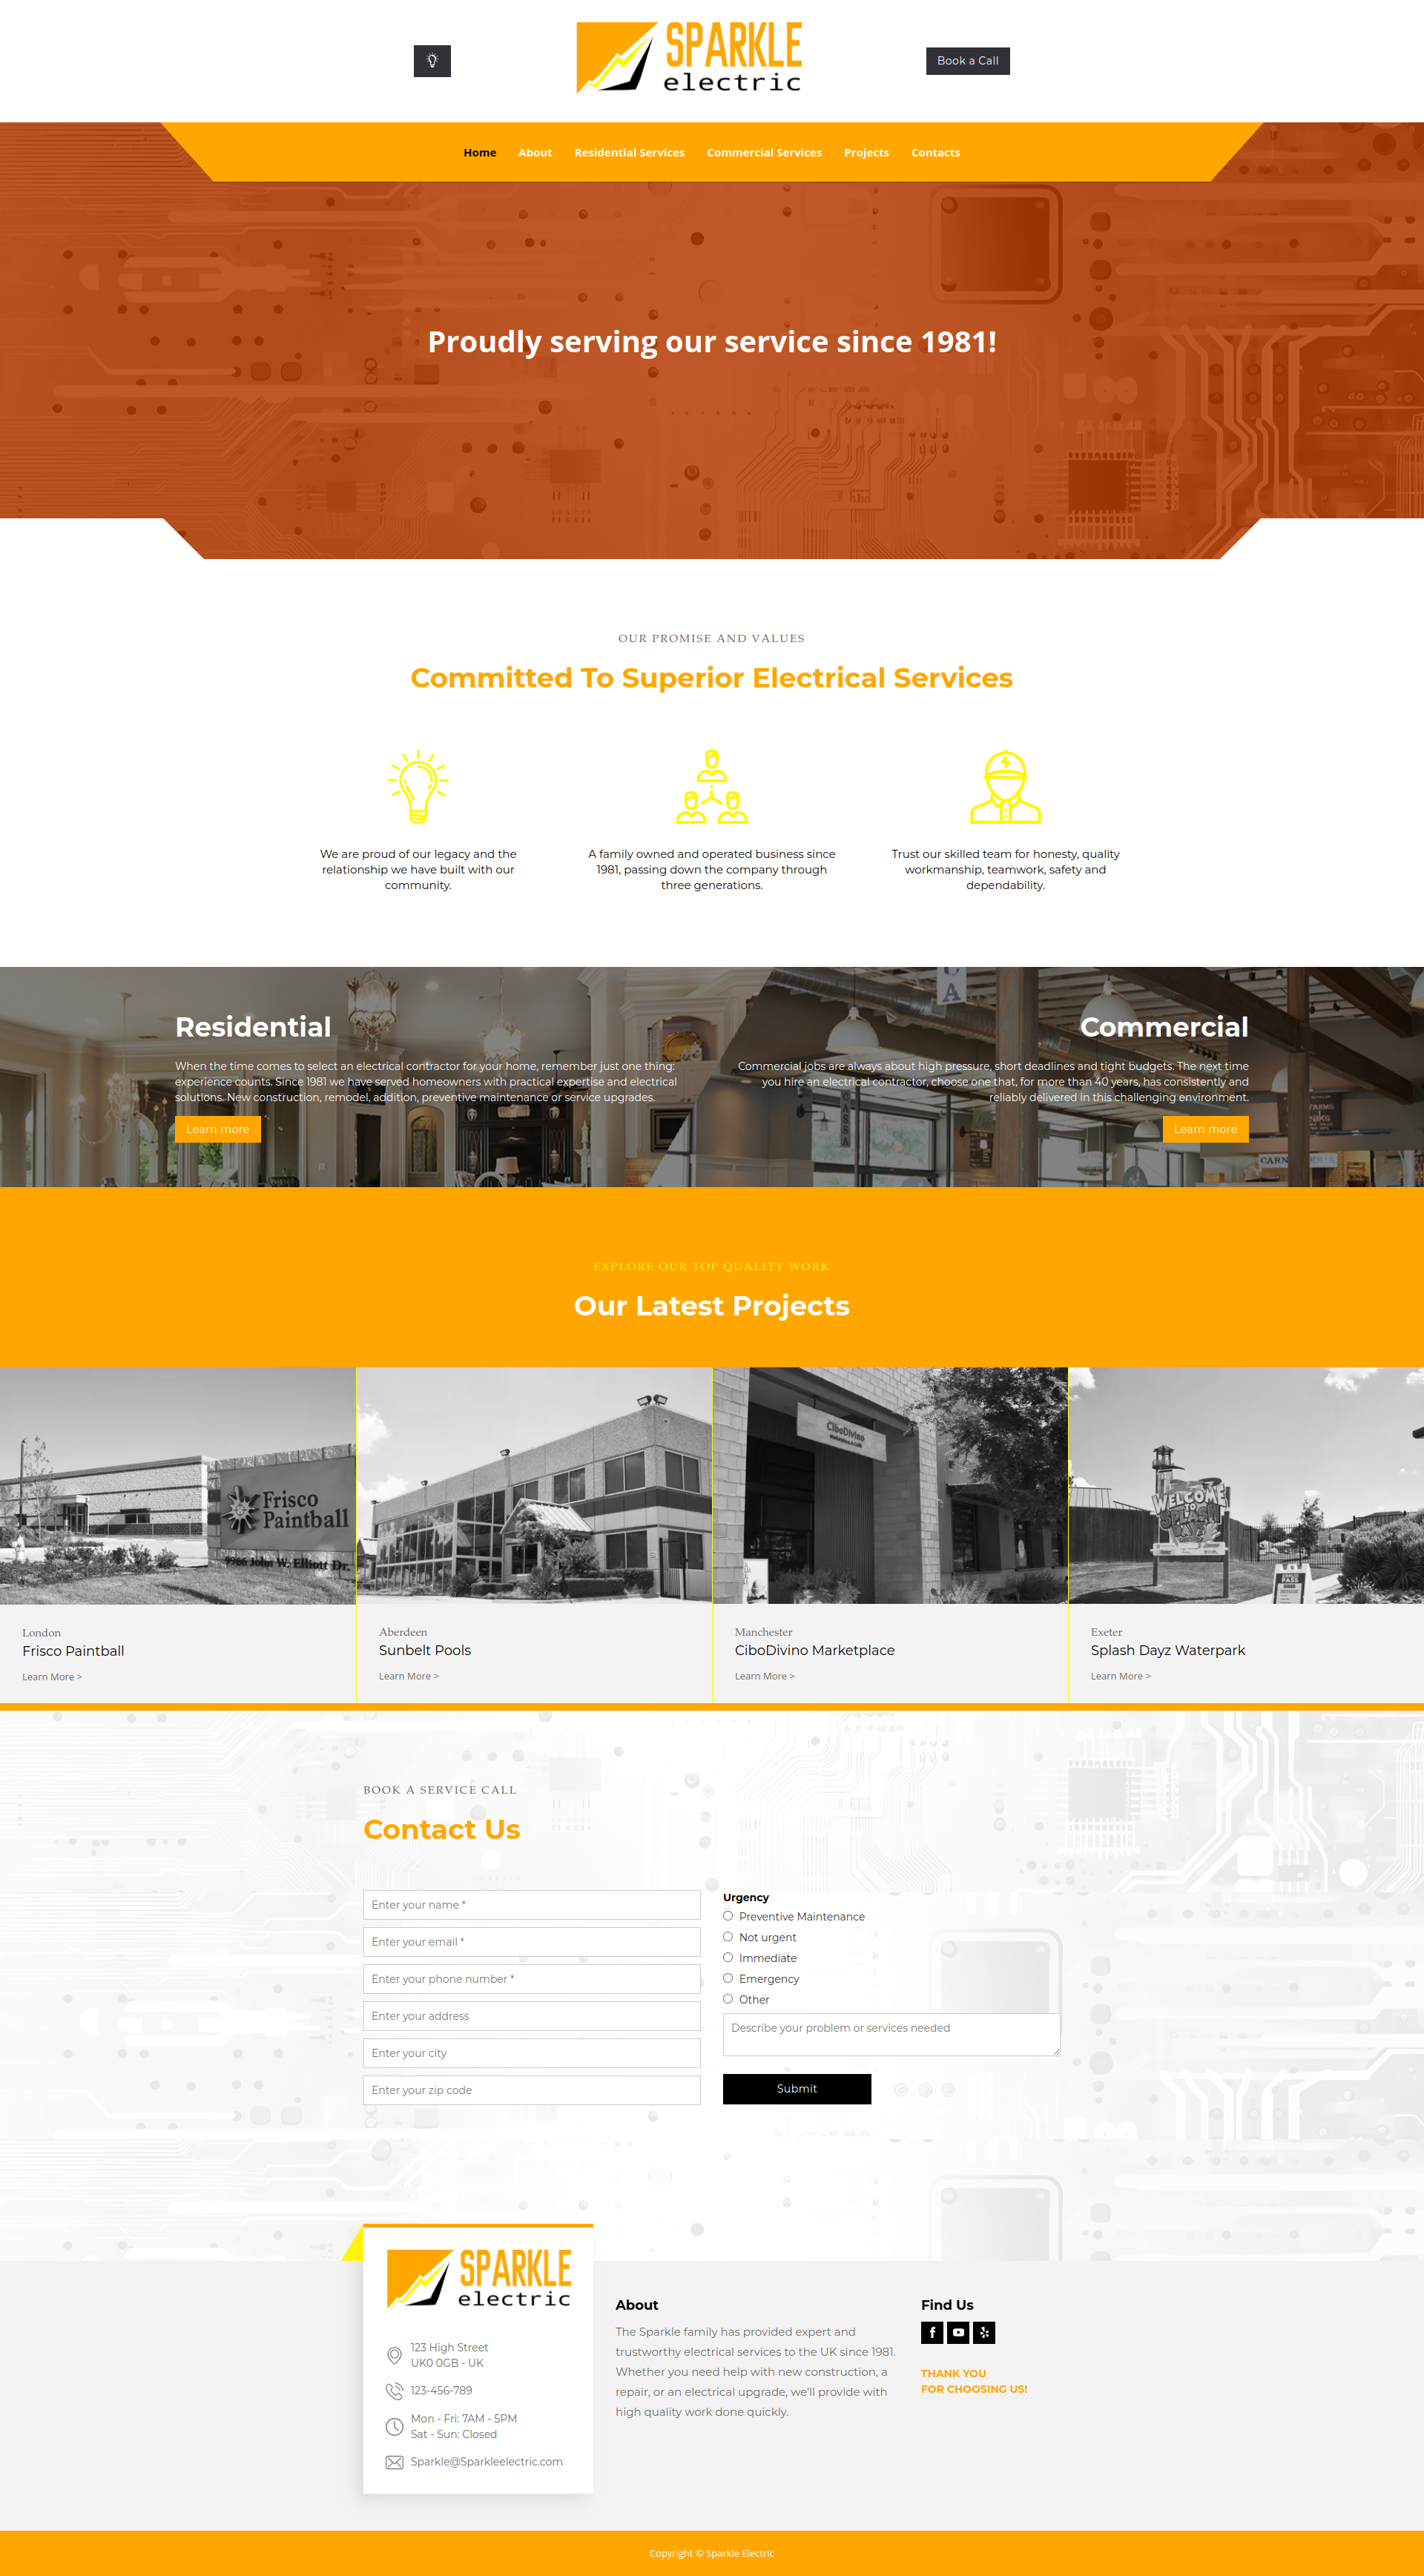 SPARKLE
electric
Book a Call
Home About Residential Services Commercial Services Projects Contacts
Proudly serving our service since 1981!
OUR PROMISE AND VALUES
Committed To Superior Electrical Services
We are proud of our legacy and the
relationship we have built with our
community.
A family owned and operated business since
1981, passing down the company through
three generations.
Trust our skilled team for honesty, quality
workmanship, teamwork, safety and
dependability.
Residential
When the time comes to select an electrical contractor for your home, remember just one thing:
experience counts. Since 1981 we have served homeowners with practical expertise and electrical
solutions. New construction, remodel, addition, preventive maintenance or service upgrades.
Learn more
Commercial
Commercial jobs are always about high pressure, short deadlines and tight budgets. The next time
you hire an electrical contractor, choose one that, for more than 40 years, has consistently and
reliably delivered in this challenging environment.
Learn more
EXPLORE OUR TOP QUALITY WORK
Our Latest Projects
Frisco
Paintball
9966 John W. Elliott Dr.
CiboDivino
WELCOME
TO
SPLASH
DAYZ
London
Frisco Paintball
Learn More >
Aberdeen
Sunbelt Pools
Learn More >
Manchester
CiboDivino Marketplace
Learn More >
Exeter
Splash Dayz Waterpark
Learn More >
BOOK A SERVICE CALL
Contact Us
Enter your name *
Enter your email *
Enter your phone number *
Enter your address
Enter your city
Enter your zip code
Urgency
Preventive Maintenance
Not urgent
Immediate
Emergency
Other
Describe your problem or services needed
Submit
SPARKLE
electric
123 High Street
UK0 0GB - UK
123-456-789
Mon - Fri: 7AM - 5PM
Sat - Sun: Closed
Sparkle@Sparkleelectric.com
About
The Sparkle family has provided expert and
trustworthy electrical services to the UK since 1981.
Whether you need help with new construction, a
repair, or an electrical upgrade, we'll provide with
high quality work done quickly.
Find Us
THANK YOU
FOR CHOOSING US!
Copyright © Sparkle Electric